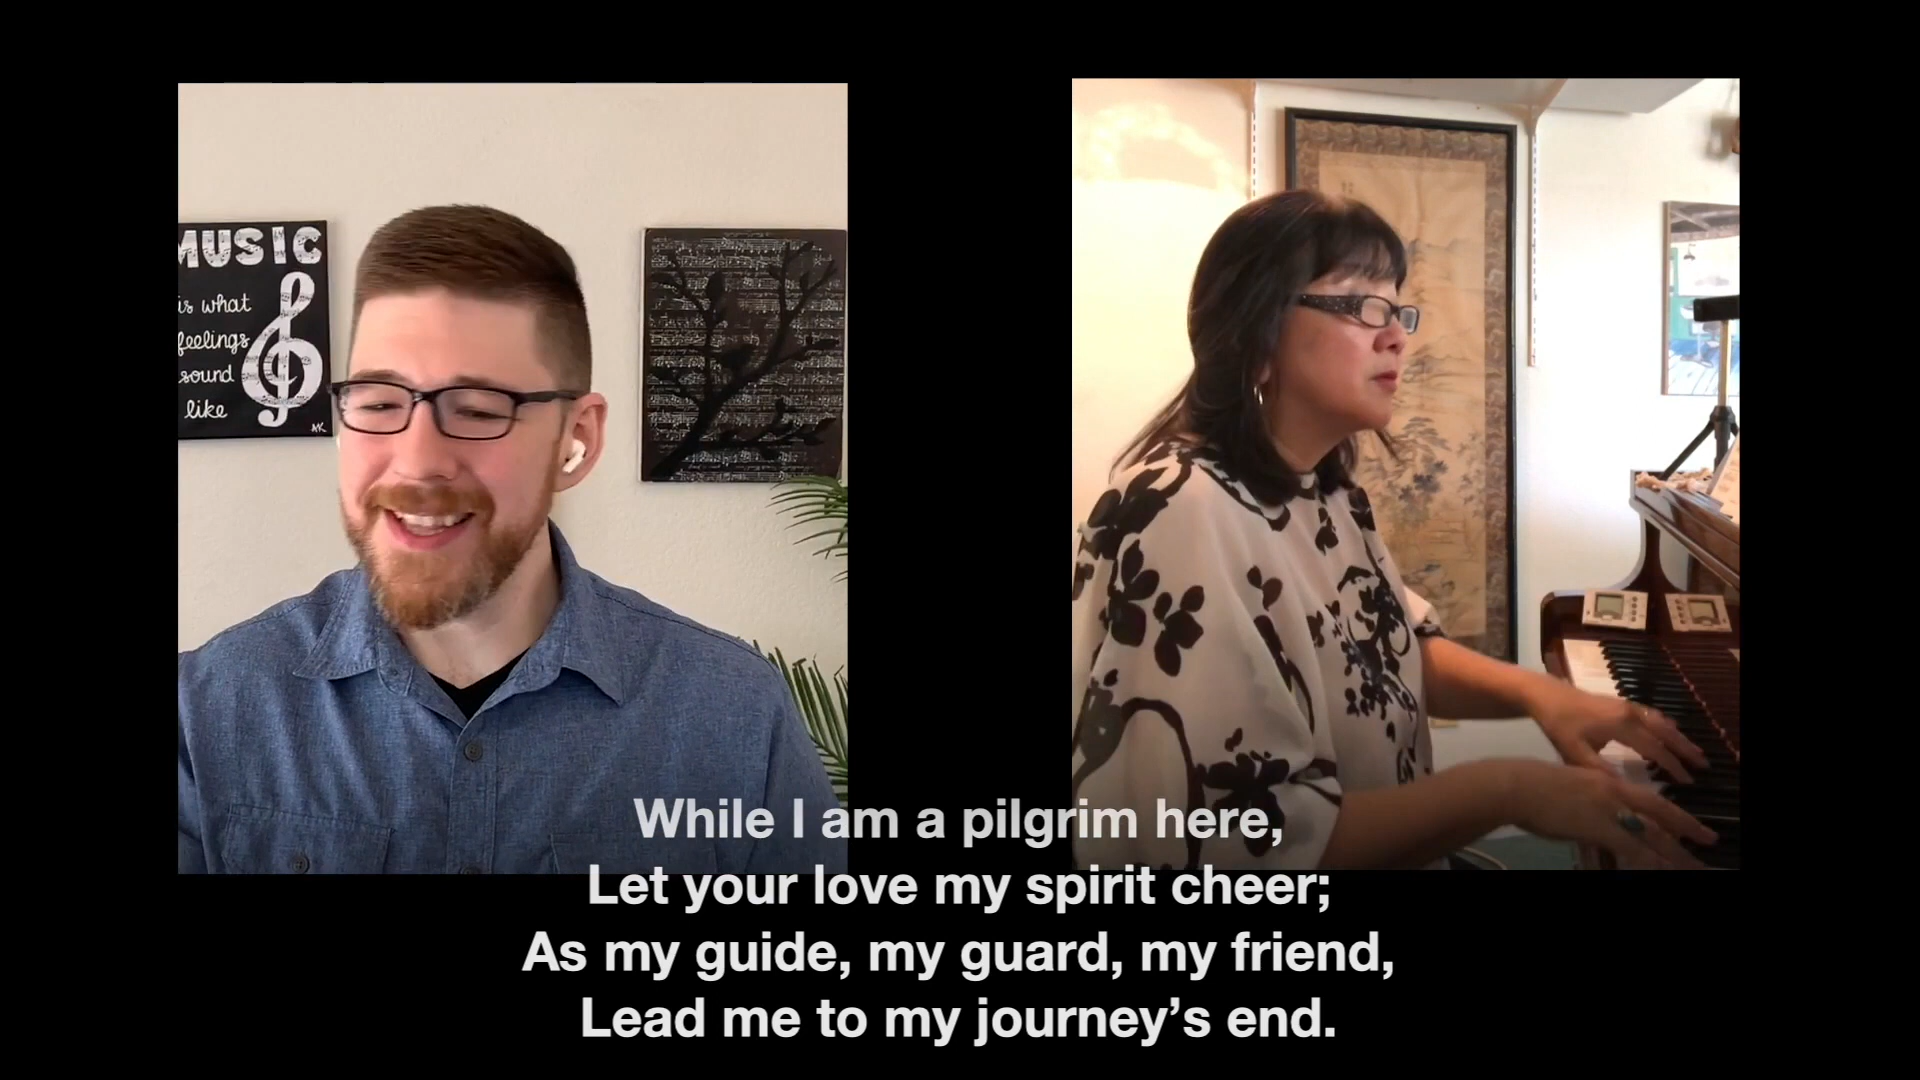 MUSIC
is what
feelings
sound
like
AK
While I am a pilgrim here,
Let your love my spirit cheer;
As my guide, my guard, my friend,
Lead me to my journey’s end.